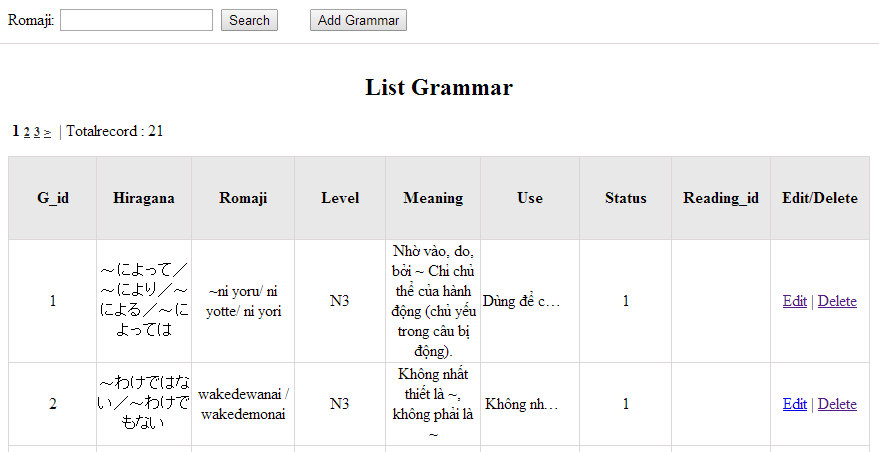 Romaji: Search Add Grammar
List Grammar
1 2 3 > | Totalrecord : 21
G_id Hiragana Romaji Level Meaning Use Status Reading_id Edit/Delete
1
～によって／
～により／～
による／～に
よっては
~ni yoru/ ni
yotte/ ni yori
N3
Nhờ vào, do,
bởi ~ Chi chủ
thể của hành
động (chủ yếu
trong câu bị
động).
Dùng để c…
1
Edit | Delete
2
～わけではな
い／～わけで
もない
wakedewanai /
wakedemonai
N3
Không nhất
thiết là ~,
không phải là
~
Không nh…
1
Edit | Delete